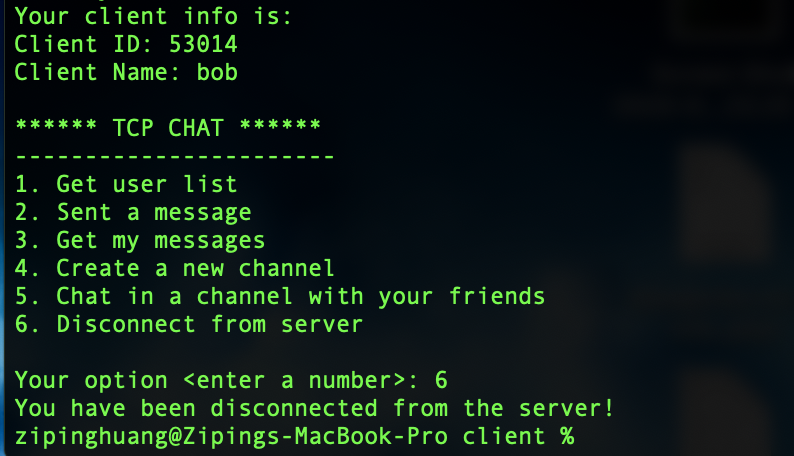 Your client info is:
Client ID: 53014
Client Name: bob
****** TCP CHAT ******
-----------------------
1. Get user list
2. Sent a message
3. Get my messages
4. Create a new channel
5. Chat in a channel with your friends
6. Disconnect from server
Your option <enter a number>: 6
You have been disconnected from the server!
zipinghuang@Zipings-MacBook-Pro client %